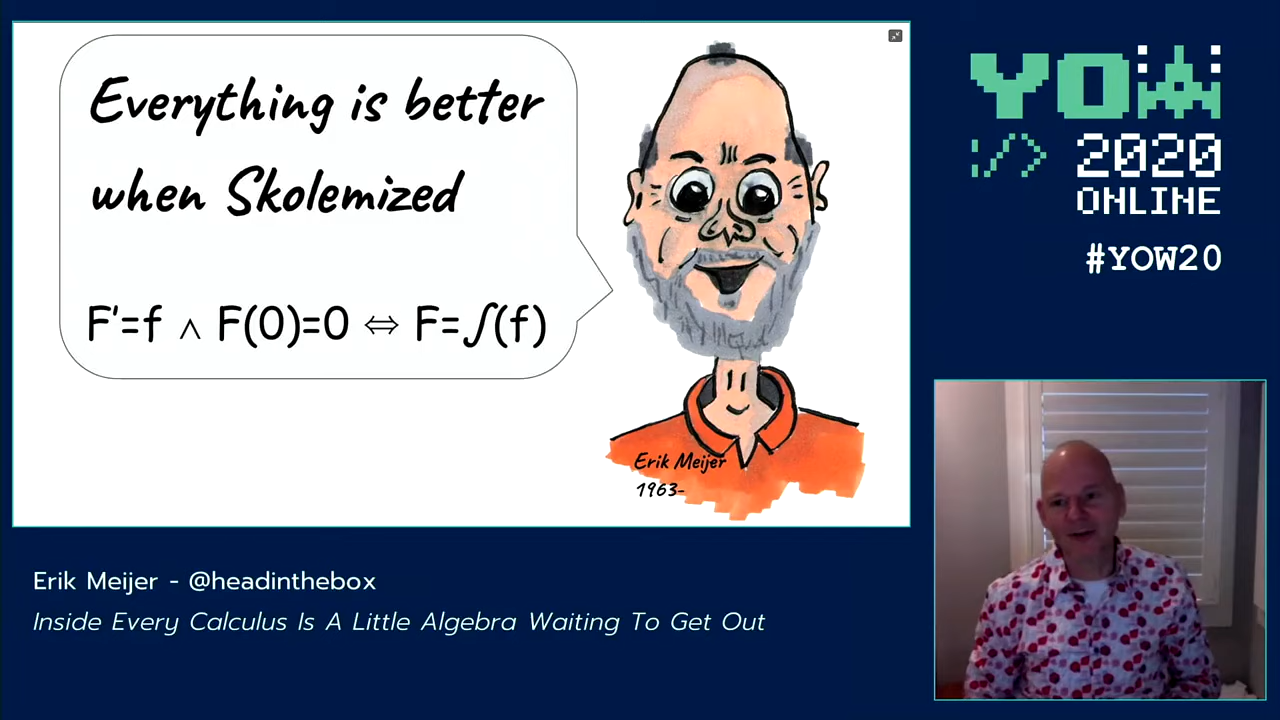 Everything is better
when Skolemized
F'=f ∧ F(0)=0 ⇔ F=∫(f)
Erik Meijer
1963-
YOW
:/> 2020
ONLINE
#YOW20
Erik Meijer - @headinthebox
Inside Every Calculus Is A Little Algebra Waiting To Get Out